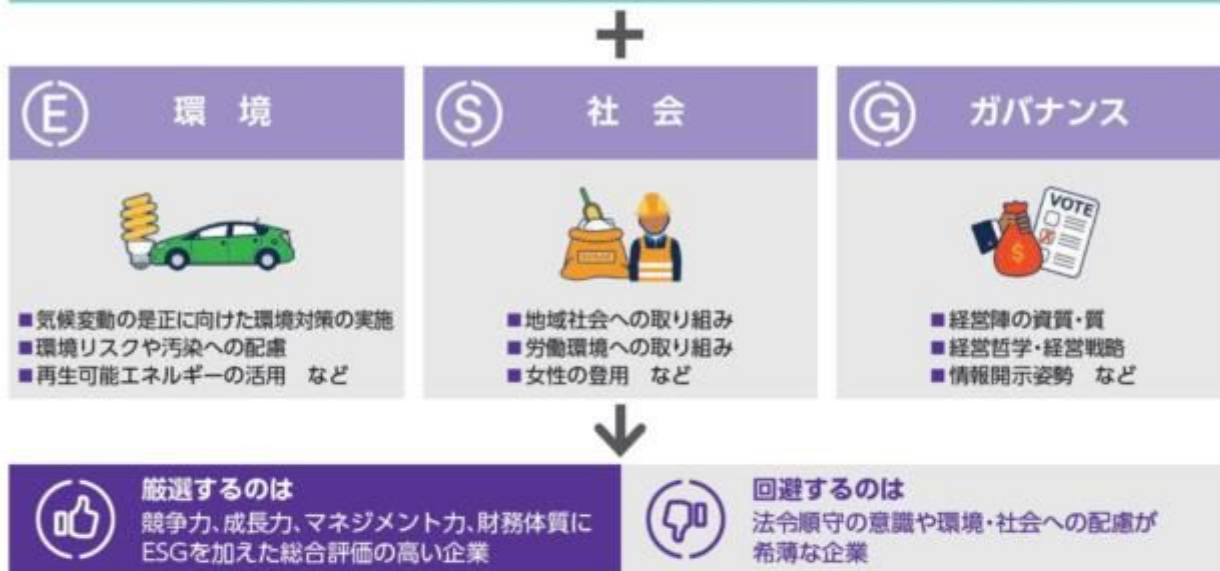 +
E 環 境
S 社 会
G ガバナンス
VOTE
$
■気候変動の是正に向けた環境対策の実施
■環境リスクや汚染への配慮
■再生可能エネルギーの活用 など
■地域社会への取り組み
■労働環境への取り組み
■女性の登用 など
■経営陣の資質・質
■経営哲学・経営戦略
■情報開示姿勢 など
厳選するのは
競争力、成長力、マネジメント力、財務体質に
ESGを加えた総合評価の高い企業
回避するのは
法令順守の意識や環境・社会への配慮が
希薄な企業